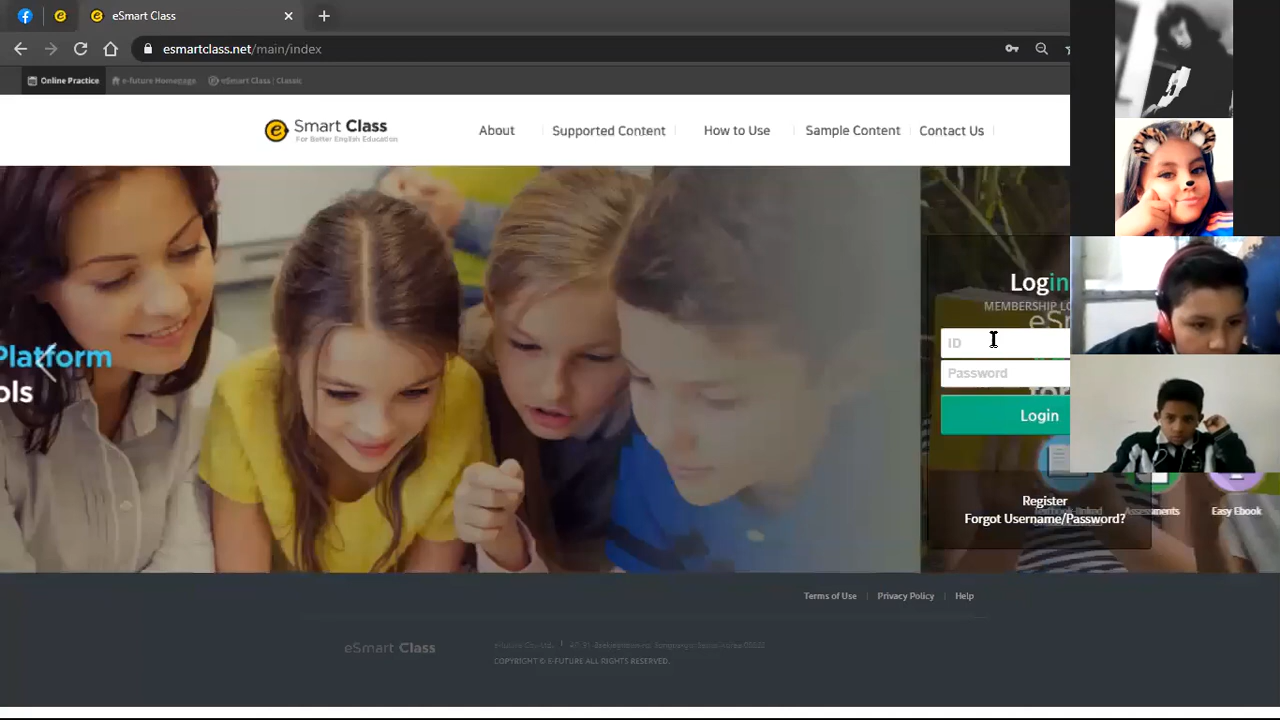 eSmart Class
esmartclass.net/main/index
Online Practice
e-future Homepage
eSmart Class | Classic
e Smart Class
For Better English Education
About
Supported Content
How to Use
Sample Content
Contact Us
Platform
ols
Login
MEMBERSHIP LO
eS
ID
Password
Login
Register
Forgot Username/Password?
Textbook-linked
Assessments
Easy Ebook
Terms of Use
Privacy Policy
Help
eSmart Class
COPYRIGHT © E-FUTURE ALL RIGHTS RESERVED.